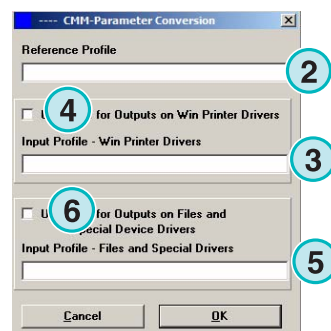 ---- CMM-Parameter Conversion
Reference Profile
2
4
U for Outputs on Win Printer Drivers
Input Profile - Win Printer Drivers
3
6
U for Outputs on Files and
ecial Device Drivers
Input Profile - Files and Special Drivers
5
Cancel OK